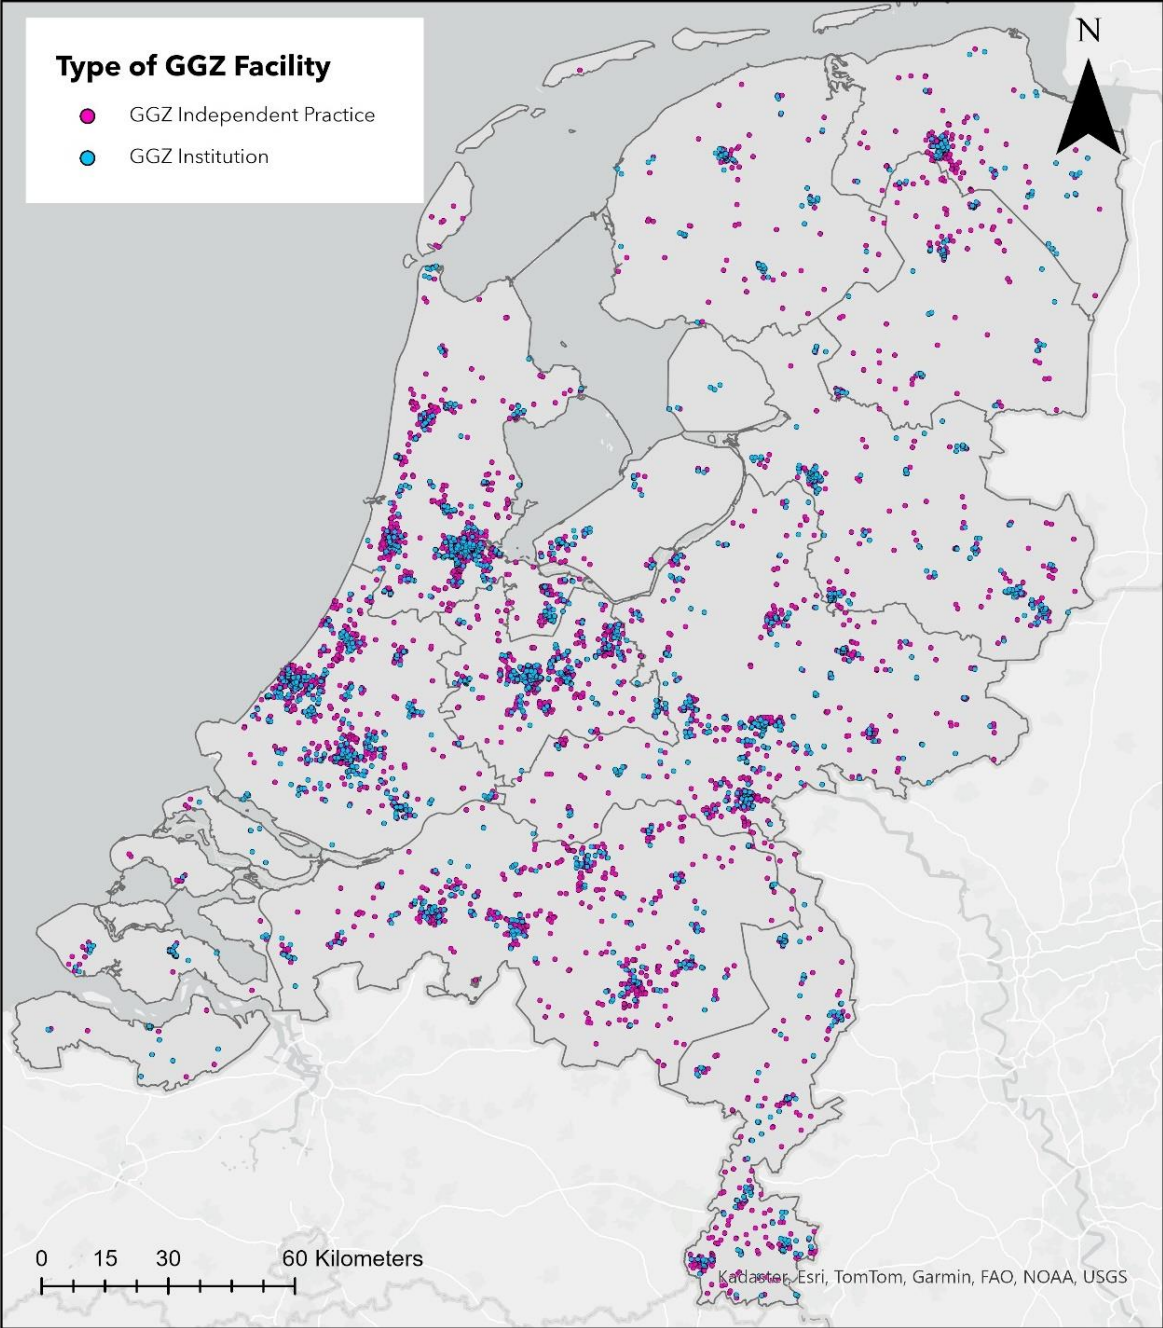 Type of GGZ Facility
GGZ Independent Practice
GGZ Institution
N
0 15 30 60 Kilometers
Kadaster, Esri, TomTom, Garmin, FAO, NOAA, USGS